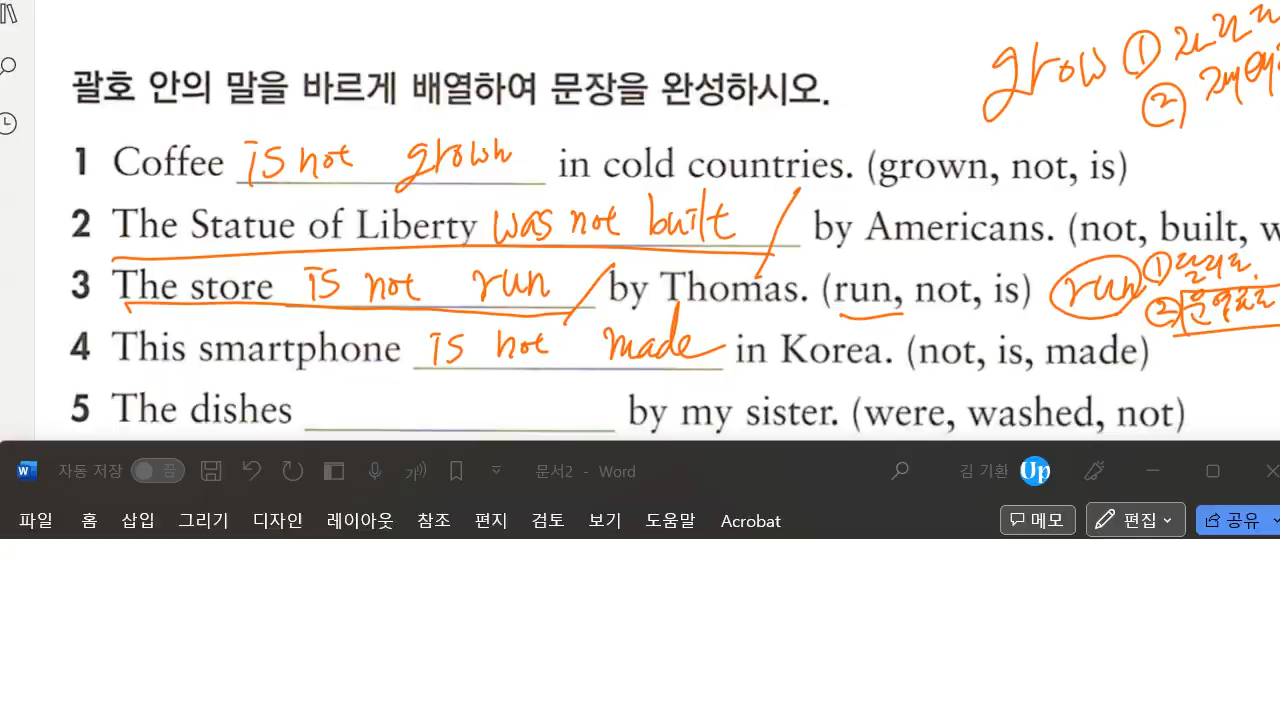 grow ① 자라다
② 재배
괄호 안의 말을 바르게 배열하여 문장을 완성하시오.
1 Coffee is not grown in cold countries. (grown, not, is)
2 The Statue of Liberty was not built by Americans. (not, built, w
3 The store is not run by Thomas. (run, not, is) run ① 달리다.
② 운영하다
4 This smartphone is not made in Korea. (not, is, made)
5 The dishes by my sister. (were, washed, not)
자동 저장 끔 문서2 - Word 김 기환 Up
파일 홈 삽입 그리기 디자인 레이아웃 참조 편지 검토 보기 도움말 Acrobat 메모 편집 공유